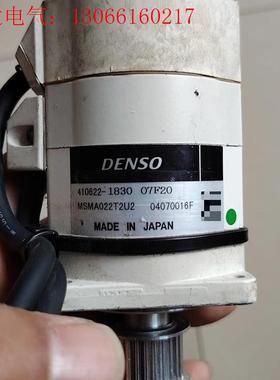 电气：13066160217
DENSO
410622-1830 07F20
MSMA022T2U2 04070016F
MADE IN JAPAN